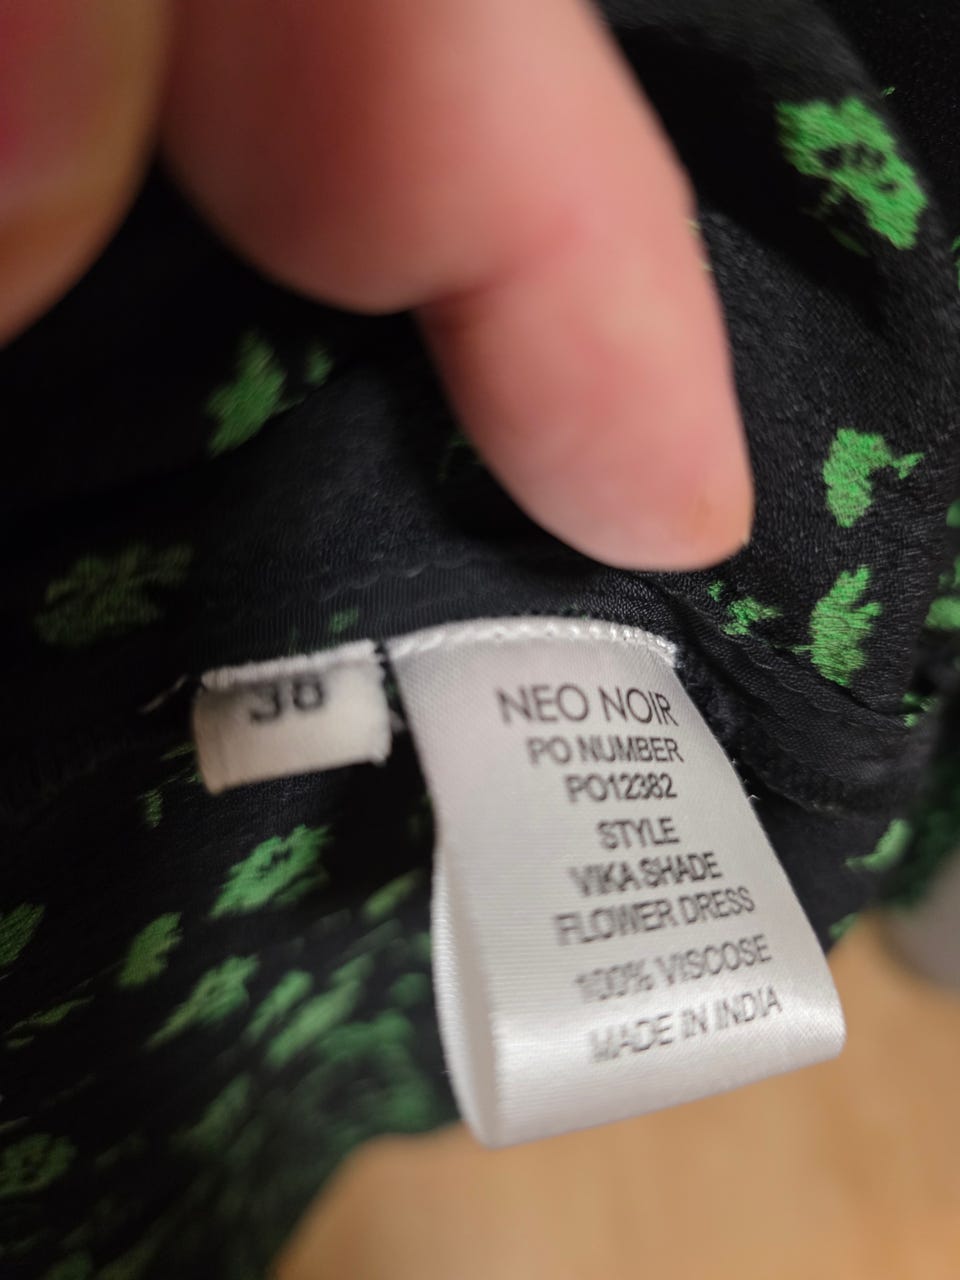 38
NEO NOIR
PO NUMBER
PO12382
STYLE
VIKA SHADE
FLOWER DRESS
100% VISCOSE
MADE IN INDIA